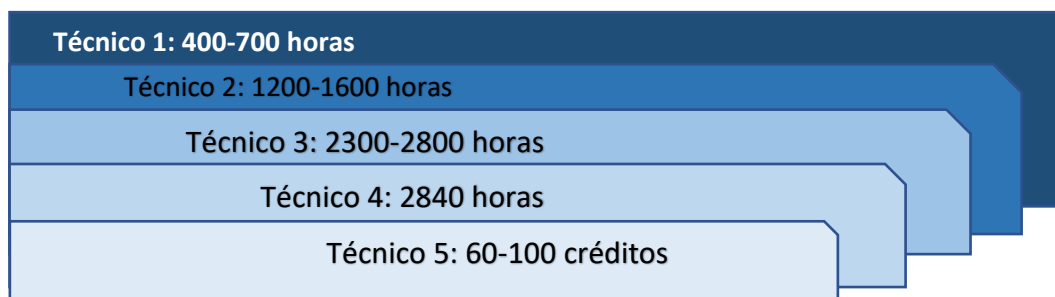 Técnico 1: 400-700 horas
Técnico 2: 1200-1600 horas
Técnico 3: 2300-2800 horas
Técnico 4: 2840 horas
Técnico 5: 60-100 créditos